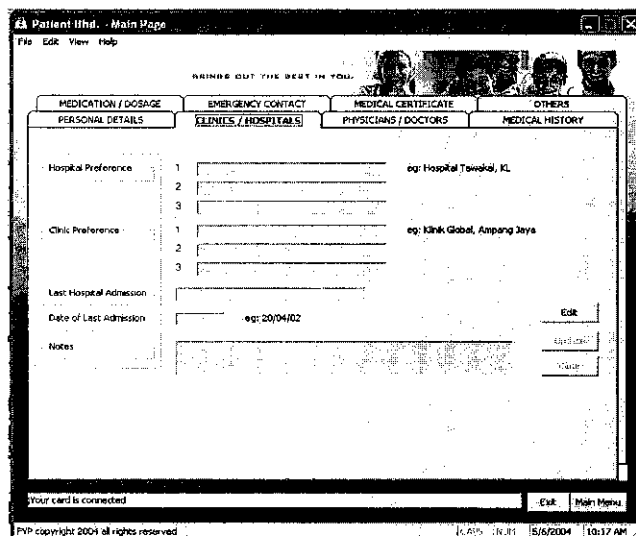 Patient Bhd. - Main Page
File Edit View Help
BRINGS OUT THE BEST IN YOU.
MEDICATION / DOSAGE EMERGENCY CONTACT MEDICAL CERTIFICATE OTHERS
PERSONAL DETAILS CLINICS / HOSPITALS PHYSICIANS / DOCTORS MEDICAL HISTORY
Hospital Preference 1 eg: Hospital Tawakal, KL
2
3
Clinic Preference 1 eg: Klinik Global, Ampang Jaya
2
3
Last Hospital Admission
Date of Last Admission eg: 20/04/02
Edit
Notes
Update
Clear
Your card is connected Exit Main Menu
PYP copyright 2004 all rights reserved CAPS NUM 5/6/2004 10:17 AM